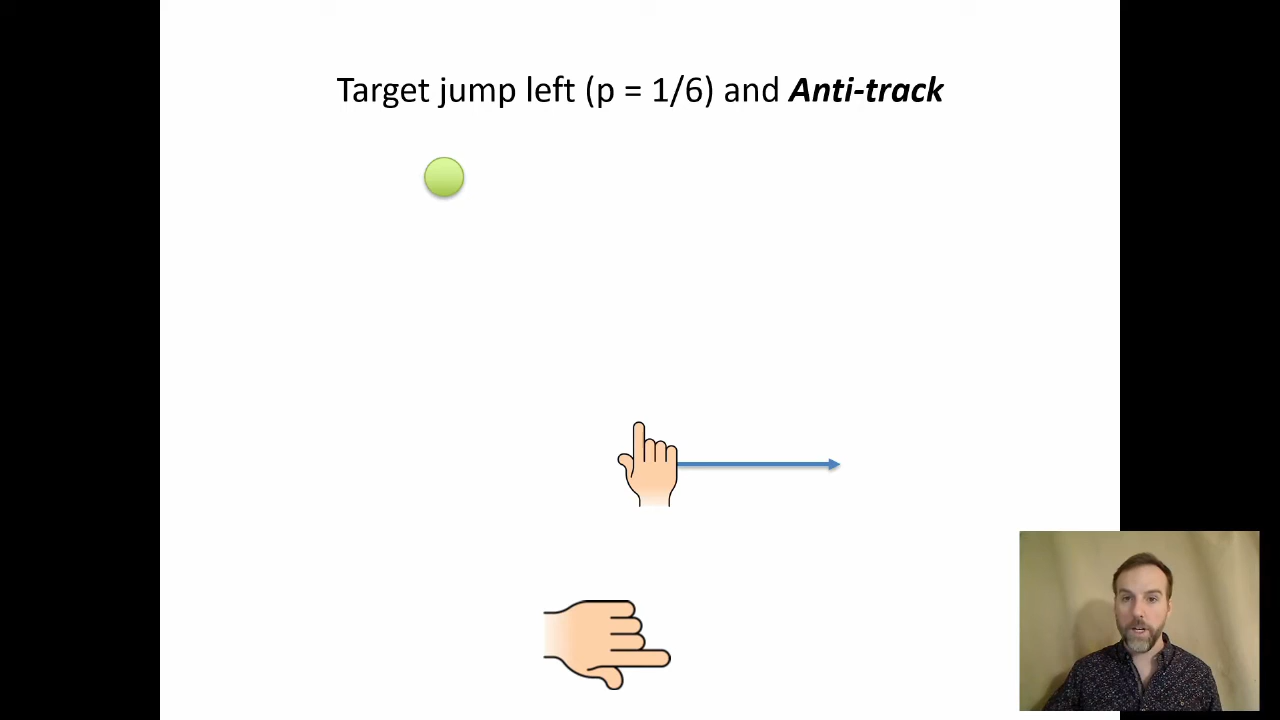 Target jump left (p = 1/6) and Anti-track